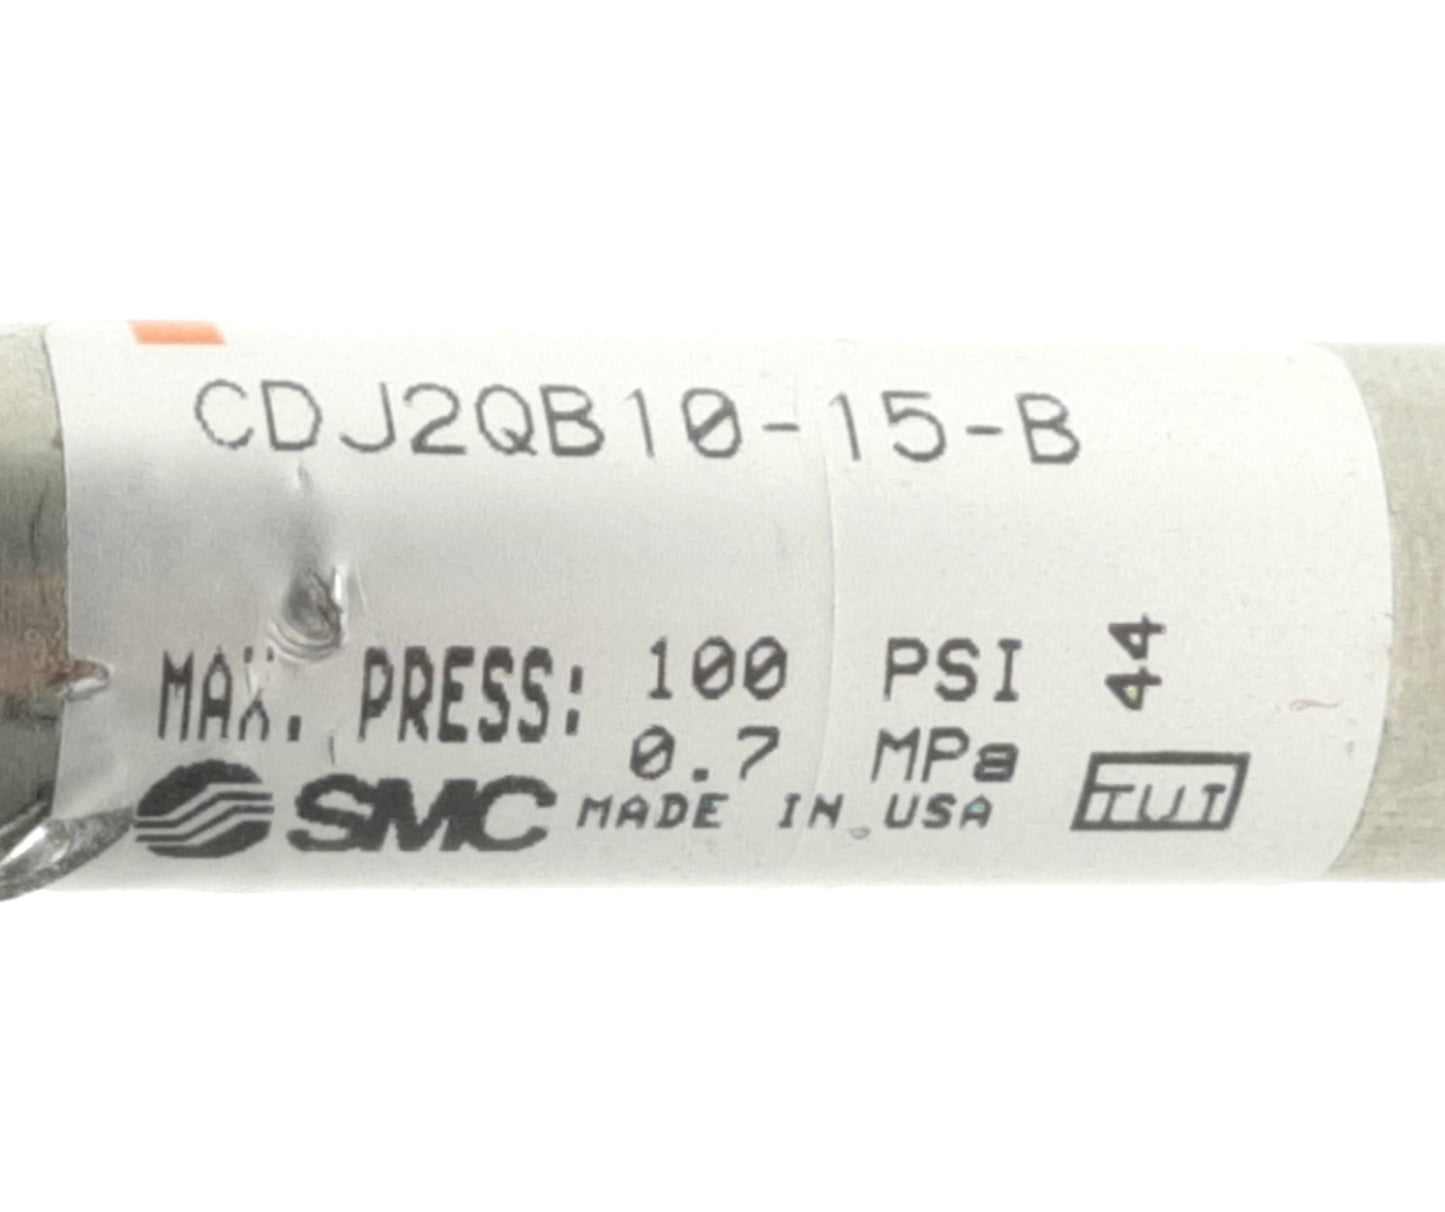 CDJ2QB10-15-B
MAX. PRESS: 100 PSI
0.7 MPa
44
SMC MADE IN USA
TUT